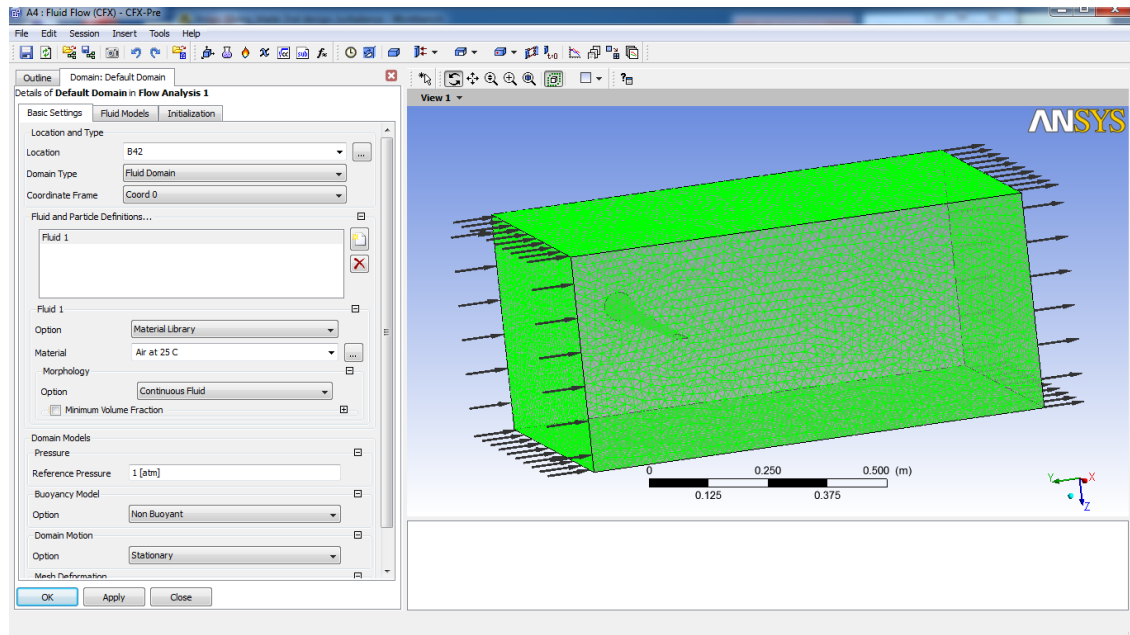 A4 : Fluid Flow (CFX) - CFX-Pre
File Edit Session Insert Tools Help
Outline Domain: Default Domain
Details of Default Domain in Flow Analysis 1
Basic Settings Fluid Models Initialization
Location and Type
Location B42 ...
Domain Type Fluid Domain
Coordinate Frame Coord 0
Fluid and Particle Definitions...
Fluid 1
Fluid 1
Option Material Library
Material Air at 25 C ...
Morphology
Option Continuous Fluid
Minimum Volume Fraction
Domain Models
Pressure
Reference Pressure 1 [atm]
Buoyancy Model
Option Non Buoyant
Domain Motion
Option Stationary
Mesh Deformation
OK Apply Close
View 1
ANSYS
0 0.250 0.500 (m)
0.125 0.375
Y X
Z